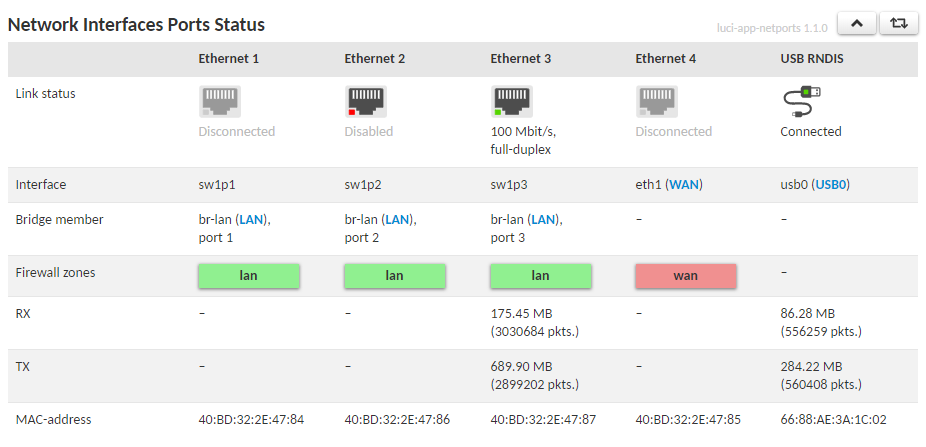 Network Interfaces Ports Status
luci-app-netports 1.1.0
Ethernet 1 Ethernet 2 Ethernet 3 Ethernet 4 USB RNDIS
Link status
Disconnected Disabled 100 Mbit/s, Disconnected Connected
full-duplex
Interface sw1p1 sw1p2 sw1p3 eth1 (WAN) usb0 (USB0)
Bridge member br-lan (LAN), br-lan (LAN), br-lan (LAN), – –
port 1 port 2 port 3
Firewall zones lan lan lan wan –
RX – – 175.45 MB – 86.28 MB
(3030684 pkts.) (556259 pkts.)
TX – – 689.90 MB – 284.22 MB
(2899202 pkts.) (560408 pkts.)
MAC-address 40:BD:32:2E:47:84 40:BD:32:2E:47:86 40:BD:32:2E:47:87 40:BD:32:2E:47:85 66:88:AE:3A:1C:02